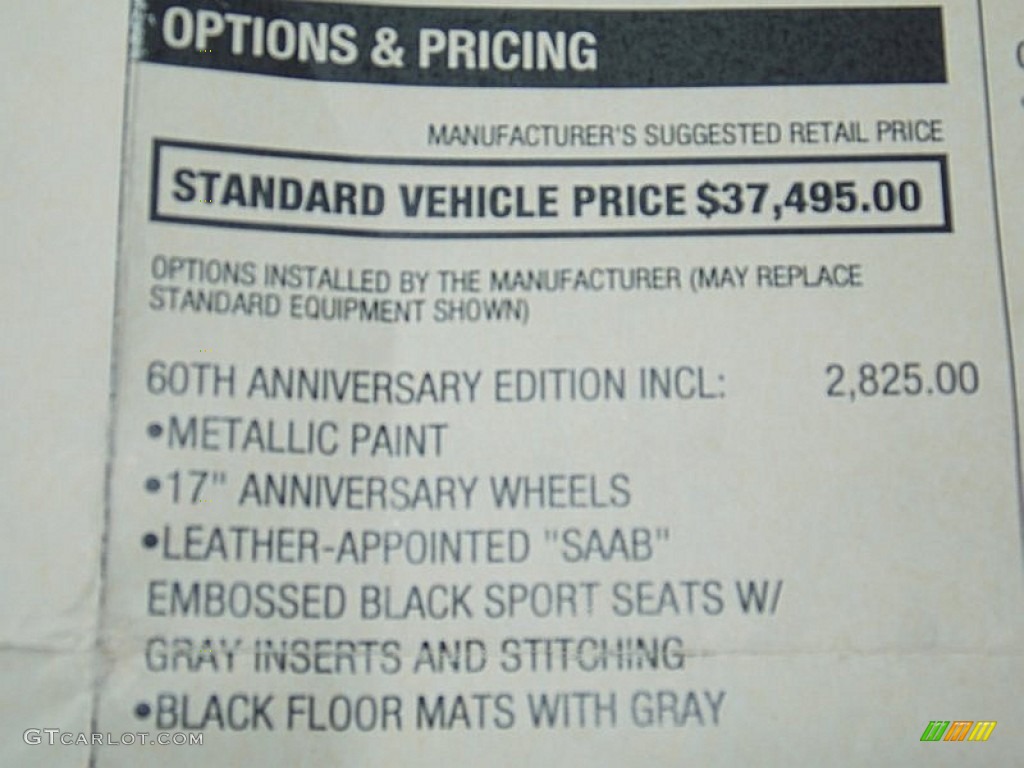 OPTIONS & PRICING
MANUFACTURER'S SUGGESTED RETAIL PRICE
STANDARD VEHICLE PRICE $37,495.00
OPTIONS INSTALLED BY THE MANUFACTURER (MAY REPLACE
STANDARD EQUIPMENT SHOWN)
60TH ANNIVERSARY EDITION INCL: 2,825.00
•METALLIC PAINT
•17" ANNIVERSARY WHEELS
•LEATHER-APPOINTED "SAAB"
EMBOSSED BLACK SPORT SEATS W/
GRAY INSERTS AND STITCHING
•BLACK FLOOR MATS WITH GRAY
GTCARLOT.COM